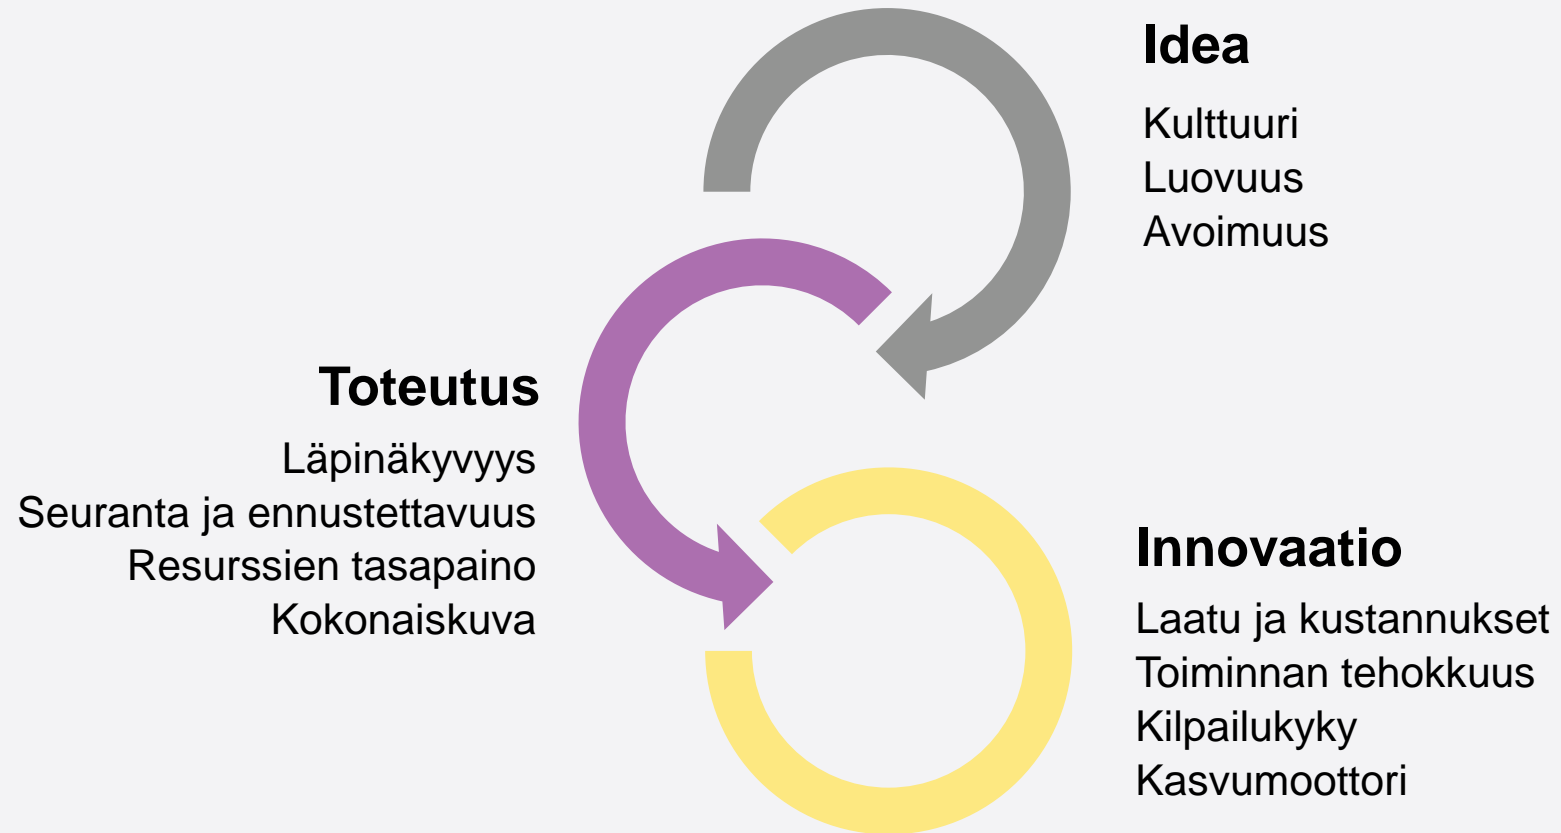 Idea
Kulttuuri
Luovuus
Avoimuus
Toteutus
Läpinäkyvyys
Seuranta ja ennustettavuus
Resurssien tasapaino
Kokonaiskuva
Innovaatio
Laatu ja kustannukset
Toiminnan tehokkuus
Kilpailukyky
Kasvumoottori